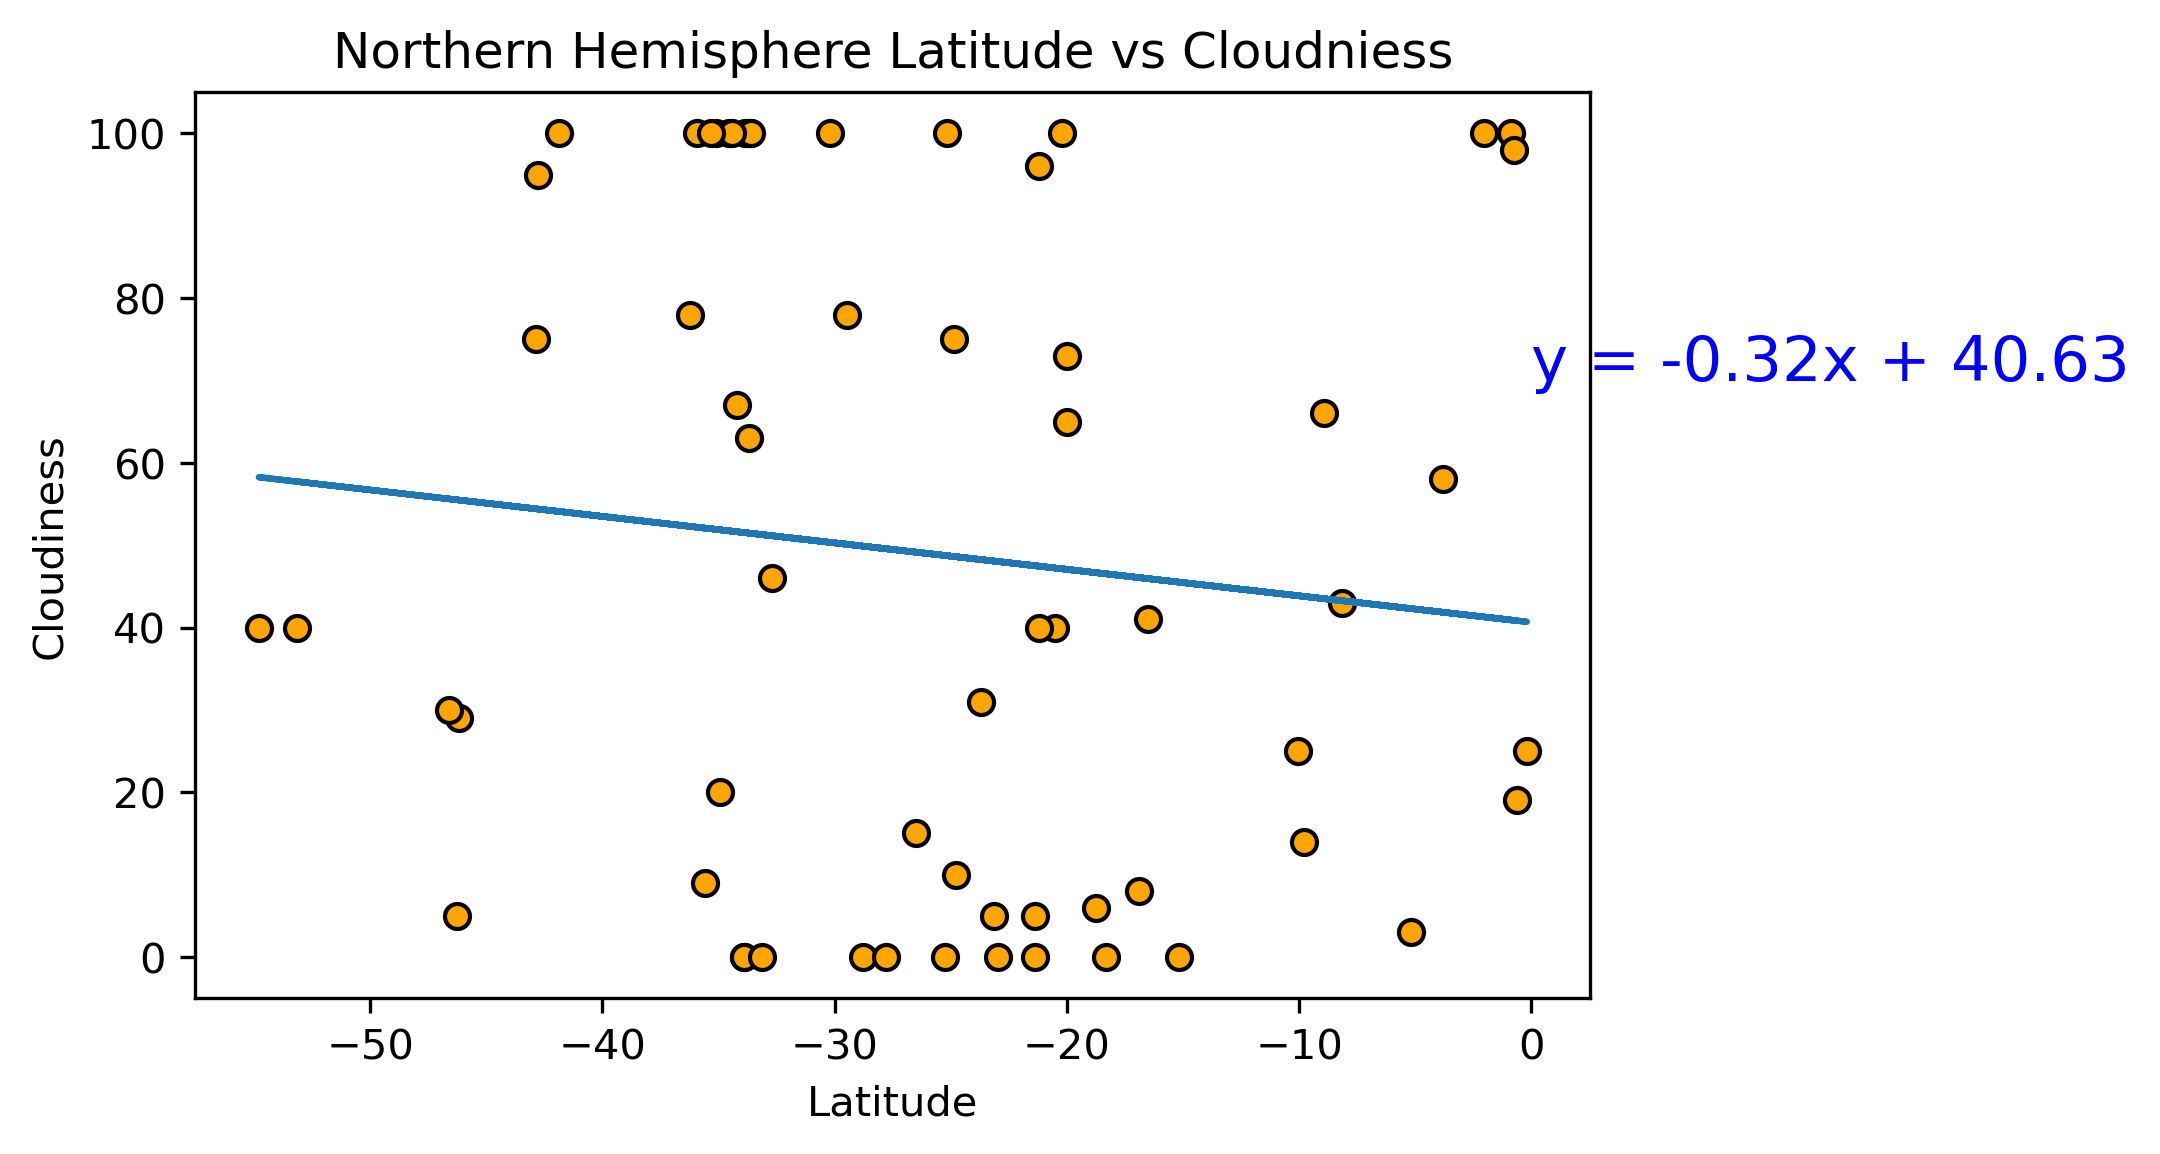 Northern Hemisphere Latitude vs Cloudniess
100
80
60
40
20
0
Cloudiness
y = -0.32x + 40.63
−50 −40 −30 −20 −10 0
Latitude